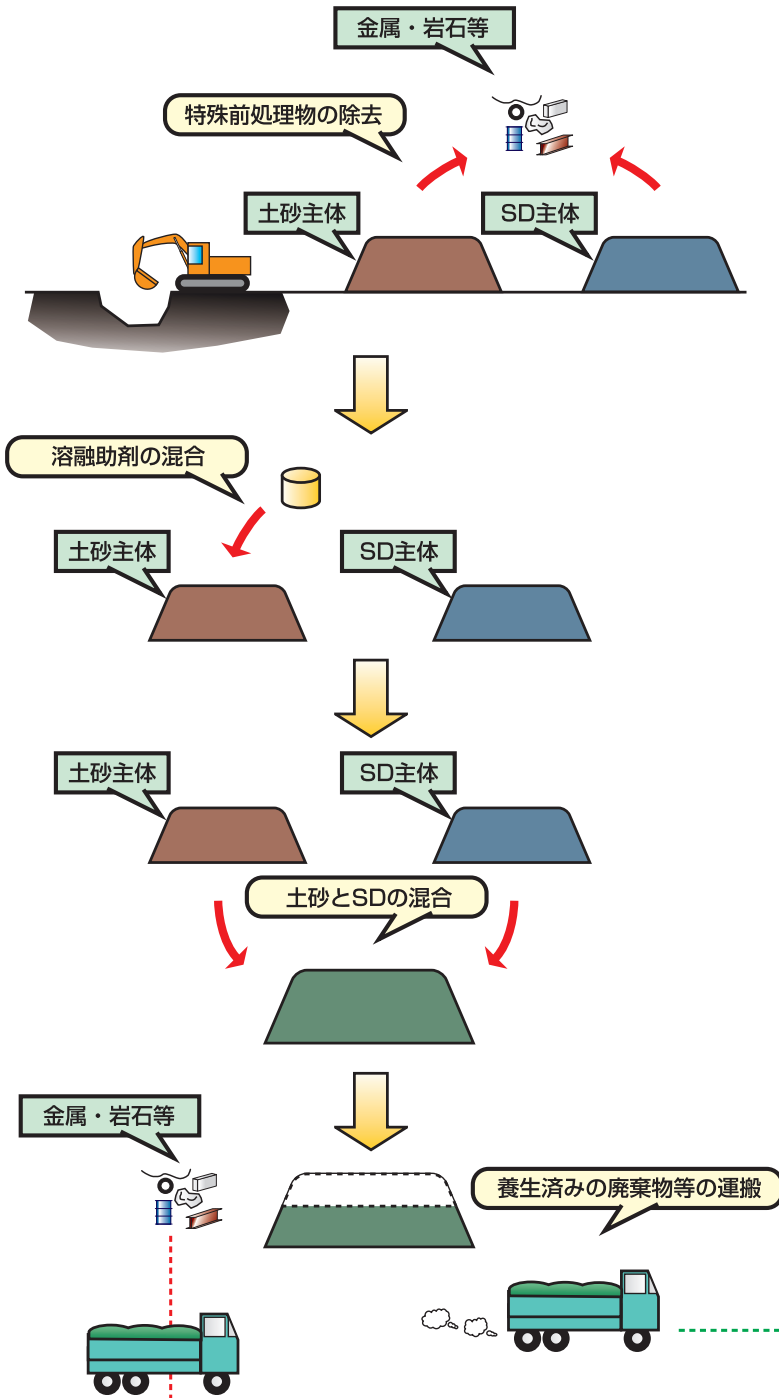 金属・岩石等
特殊前処理物の除去
土砂主体
SD主体
溶融助剤の混合
土砂主体
SD主体
土砂主体
SD主体
土砂とSDの混合
金属・岩石等
養生済みの廃棄物等の運搬